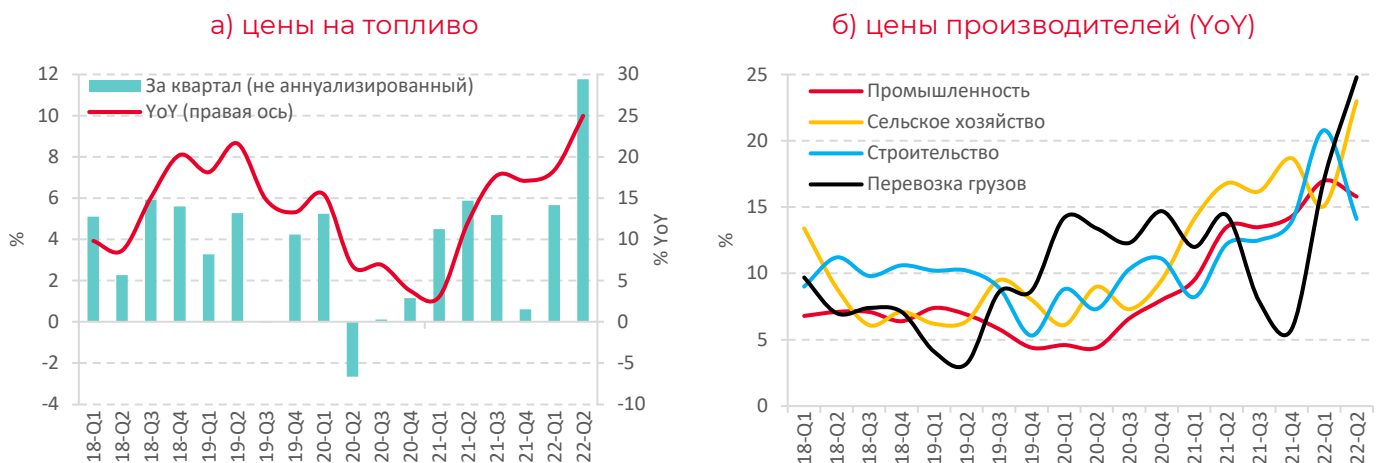 а) цены на топливо
12
10
8
6
4
2
0
-2
-4
%
30
25
20
15
10
5
0
-5
-10
% YoY
За квартал (не аннуализированный)
YoY (правая ось)
18-Q1
18-Q2
18-Q3
18-Q4
19-Q1
19-Q2
19-Q3
19-Q4
20-Q1
20-Q2
20-Q3
20-Q4
21-Q1
21-Q2
21-Q3
21-Q4
22-Q1
22-Q2
б) цены производителей (YoY)
25
20
15
10
5
0
%
Промышленность
Сельское хозяйство
Строительство
Перевозка грузов
18-Q1
18-Q2
18-Q3
18-Q4
19-Q1
19-Q2
19-Q3
19-Q4
20-Q1
20-Q2
20-Q3
20-Q4
21-Q1
21-Q2
21-Q3
21-Q4
22-Q1
22-Q2